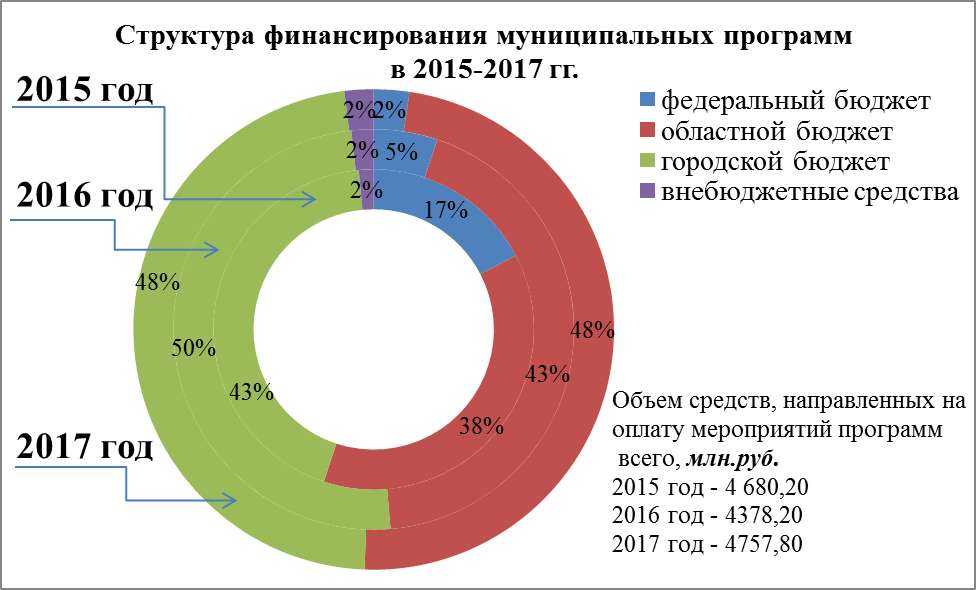 Структура финансирования муниципальных программ
в 2015-2017 гг.
2015 год
2016 год
2017 год
2%
2%
2%
5%
2%
17%
48%
48%
50%
43%
43%
38%
федеральный бюджет
областной бюджет
городской бюджет
внебюджетные средства
Объем средств, направленных на
оплату мероприятий программ
всего, млн.руб.
2015 год - 4 680,20
2016 год - 4378,20
2017 год - 4757,80